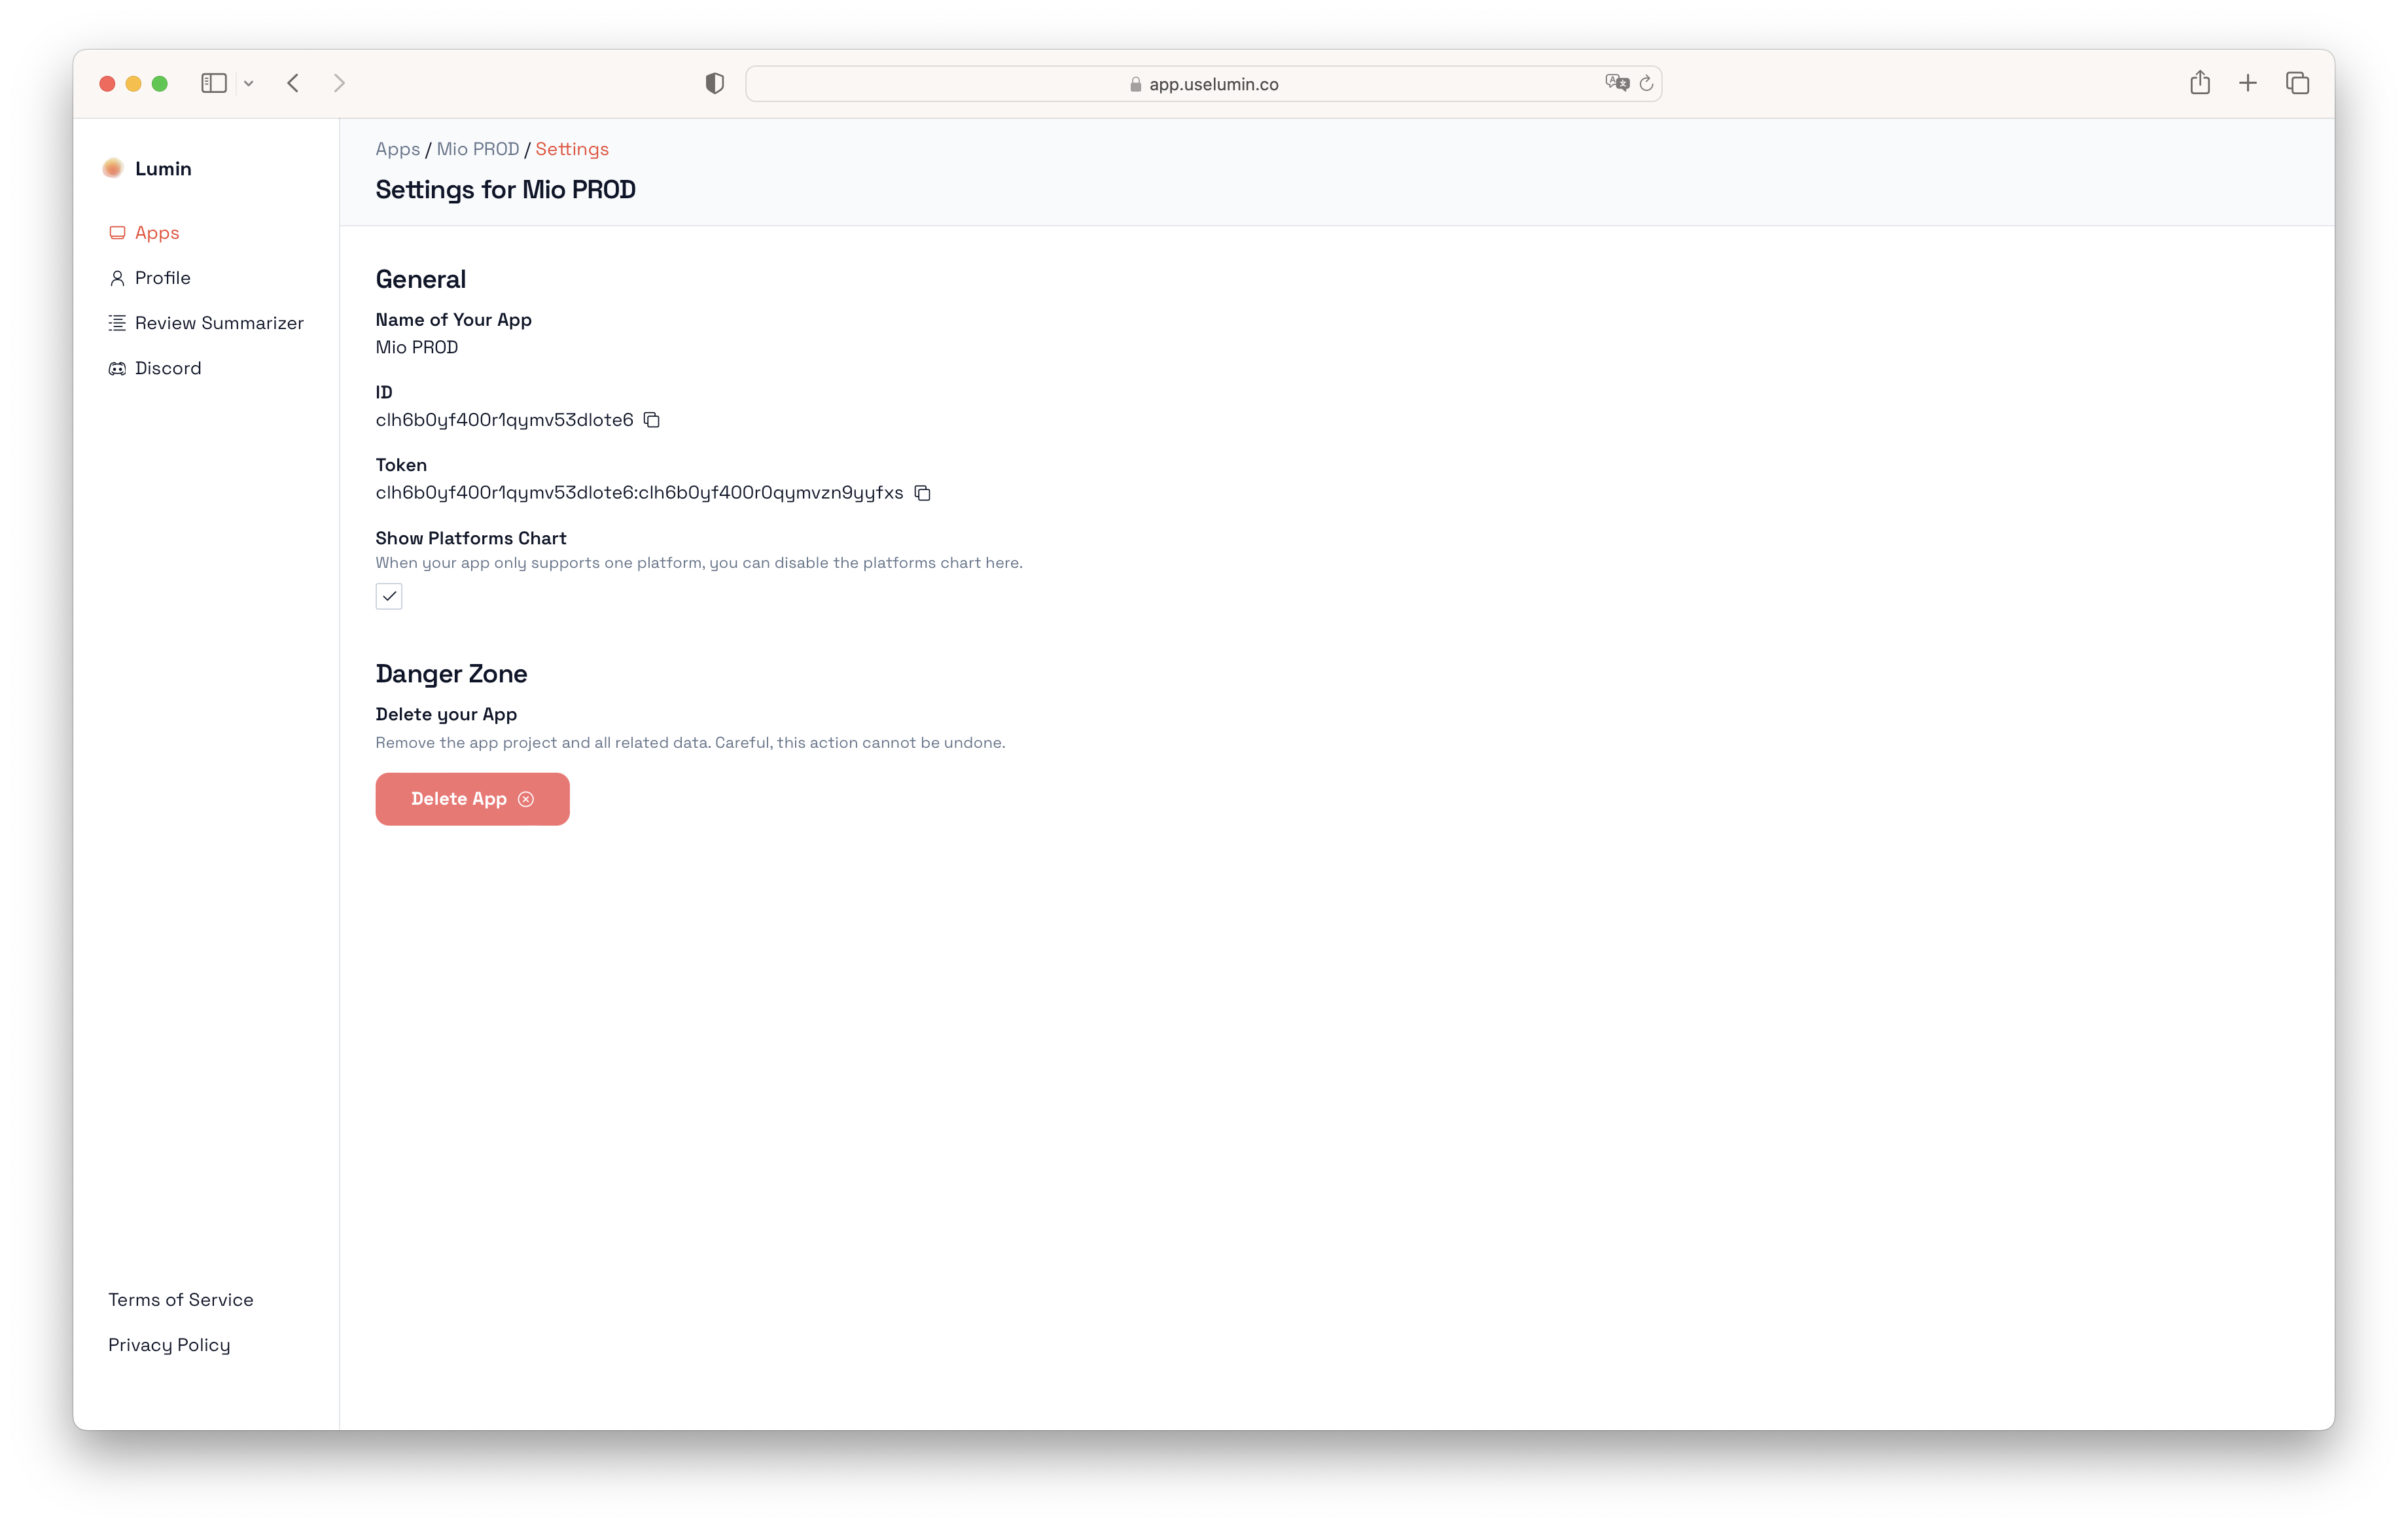 app.uselumin.co
Lumin
Apps
Profile
Review Summarizer
Discord
Terms of Service
Privacy Policy
Apps / Mio PROD / Settings
Settings for Mio PROD
General
Name of Your App
Mio PROD
ID
clh6b0yf400r1qymv53dlote6
Token
clh6b0yf400r1qymv53dlote6:clh6b0yf400r0qymvzn9yyfxs
Show Platforms Chart
When your app only supports one platform, you can disable the platforms chart here.
Danger Zone
Delete your App
Remove the app project and all related data. Careful, this action cannot be undone.
Delete App